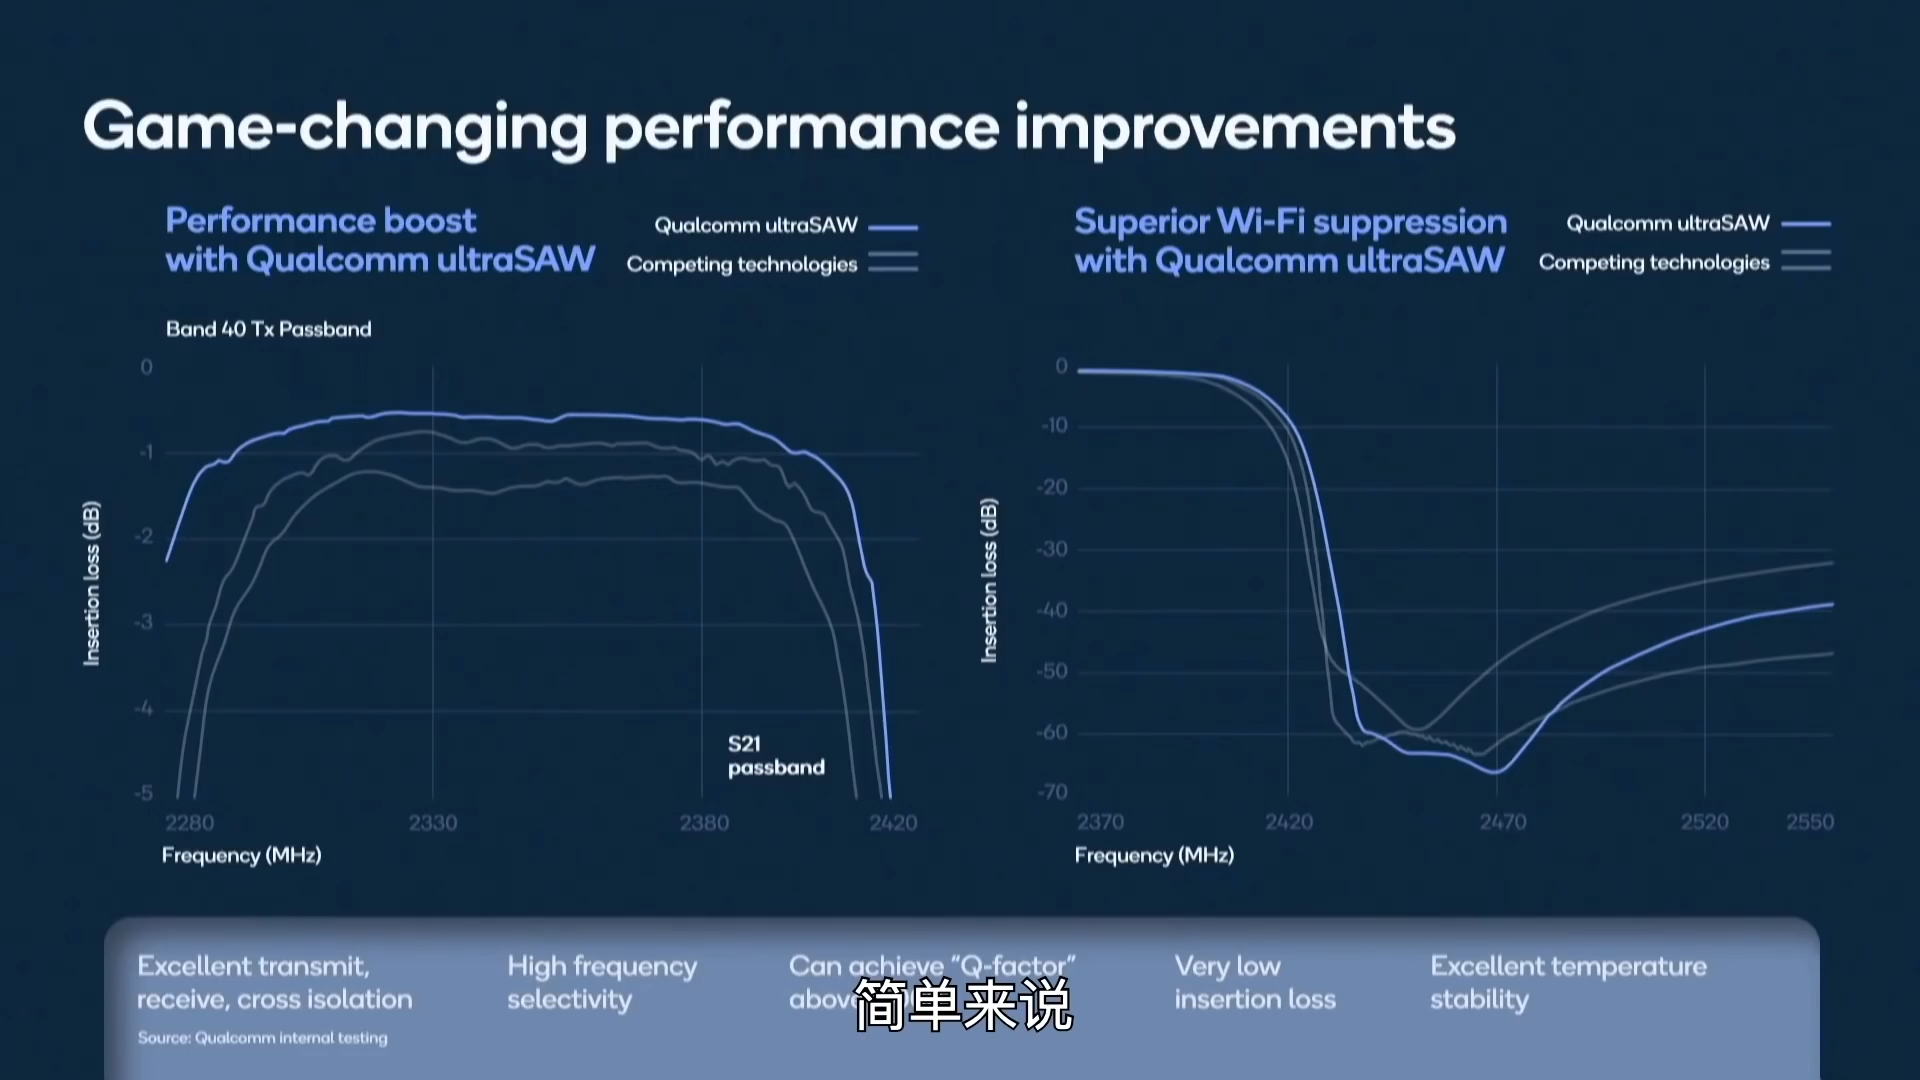 Game-changing performance improvements
Performance boost
with Qualcomm ultraSAW
Qualcomm ultraSAW
Competing technologies
Band 40 Tx Passband
0
-1
-2
-3
-4
-5
Insertion loss (dB)
S21
passband
2280
2330
2380
2420
Frequency (MHz)
Superior Wi-Fi suppression
with Qualcomm ultraSAW
Qualcomm ultraSAW
Competing technologies
0
-10
-20
-30
-40
-50
-60
-70
Insertion loss (dB)
2370
2420
2470
2520
2550
Frequency (MHz)
Excellent transmit,
receive, cross isolation
High frequency
selectivity
Can achieve “Q-factor”
Very low
insertion loss
Excellent temperature
stability
Source: Qualcomm internal testing
简单来说